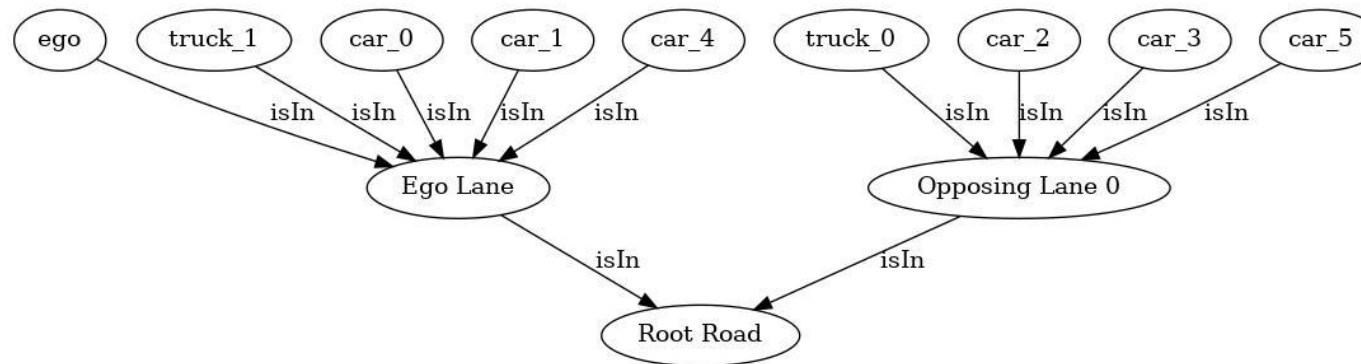 ego truck_1 car_0 car_1 car_4 truck_0 car_2 car_3 car_5
isIn isIn isIn isIn isIn isIn isIn isIn isIn
Ego Lane Opposing Lane 0
isIn isIn
Root Road